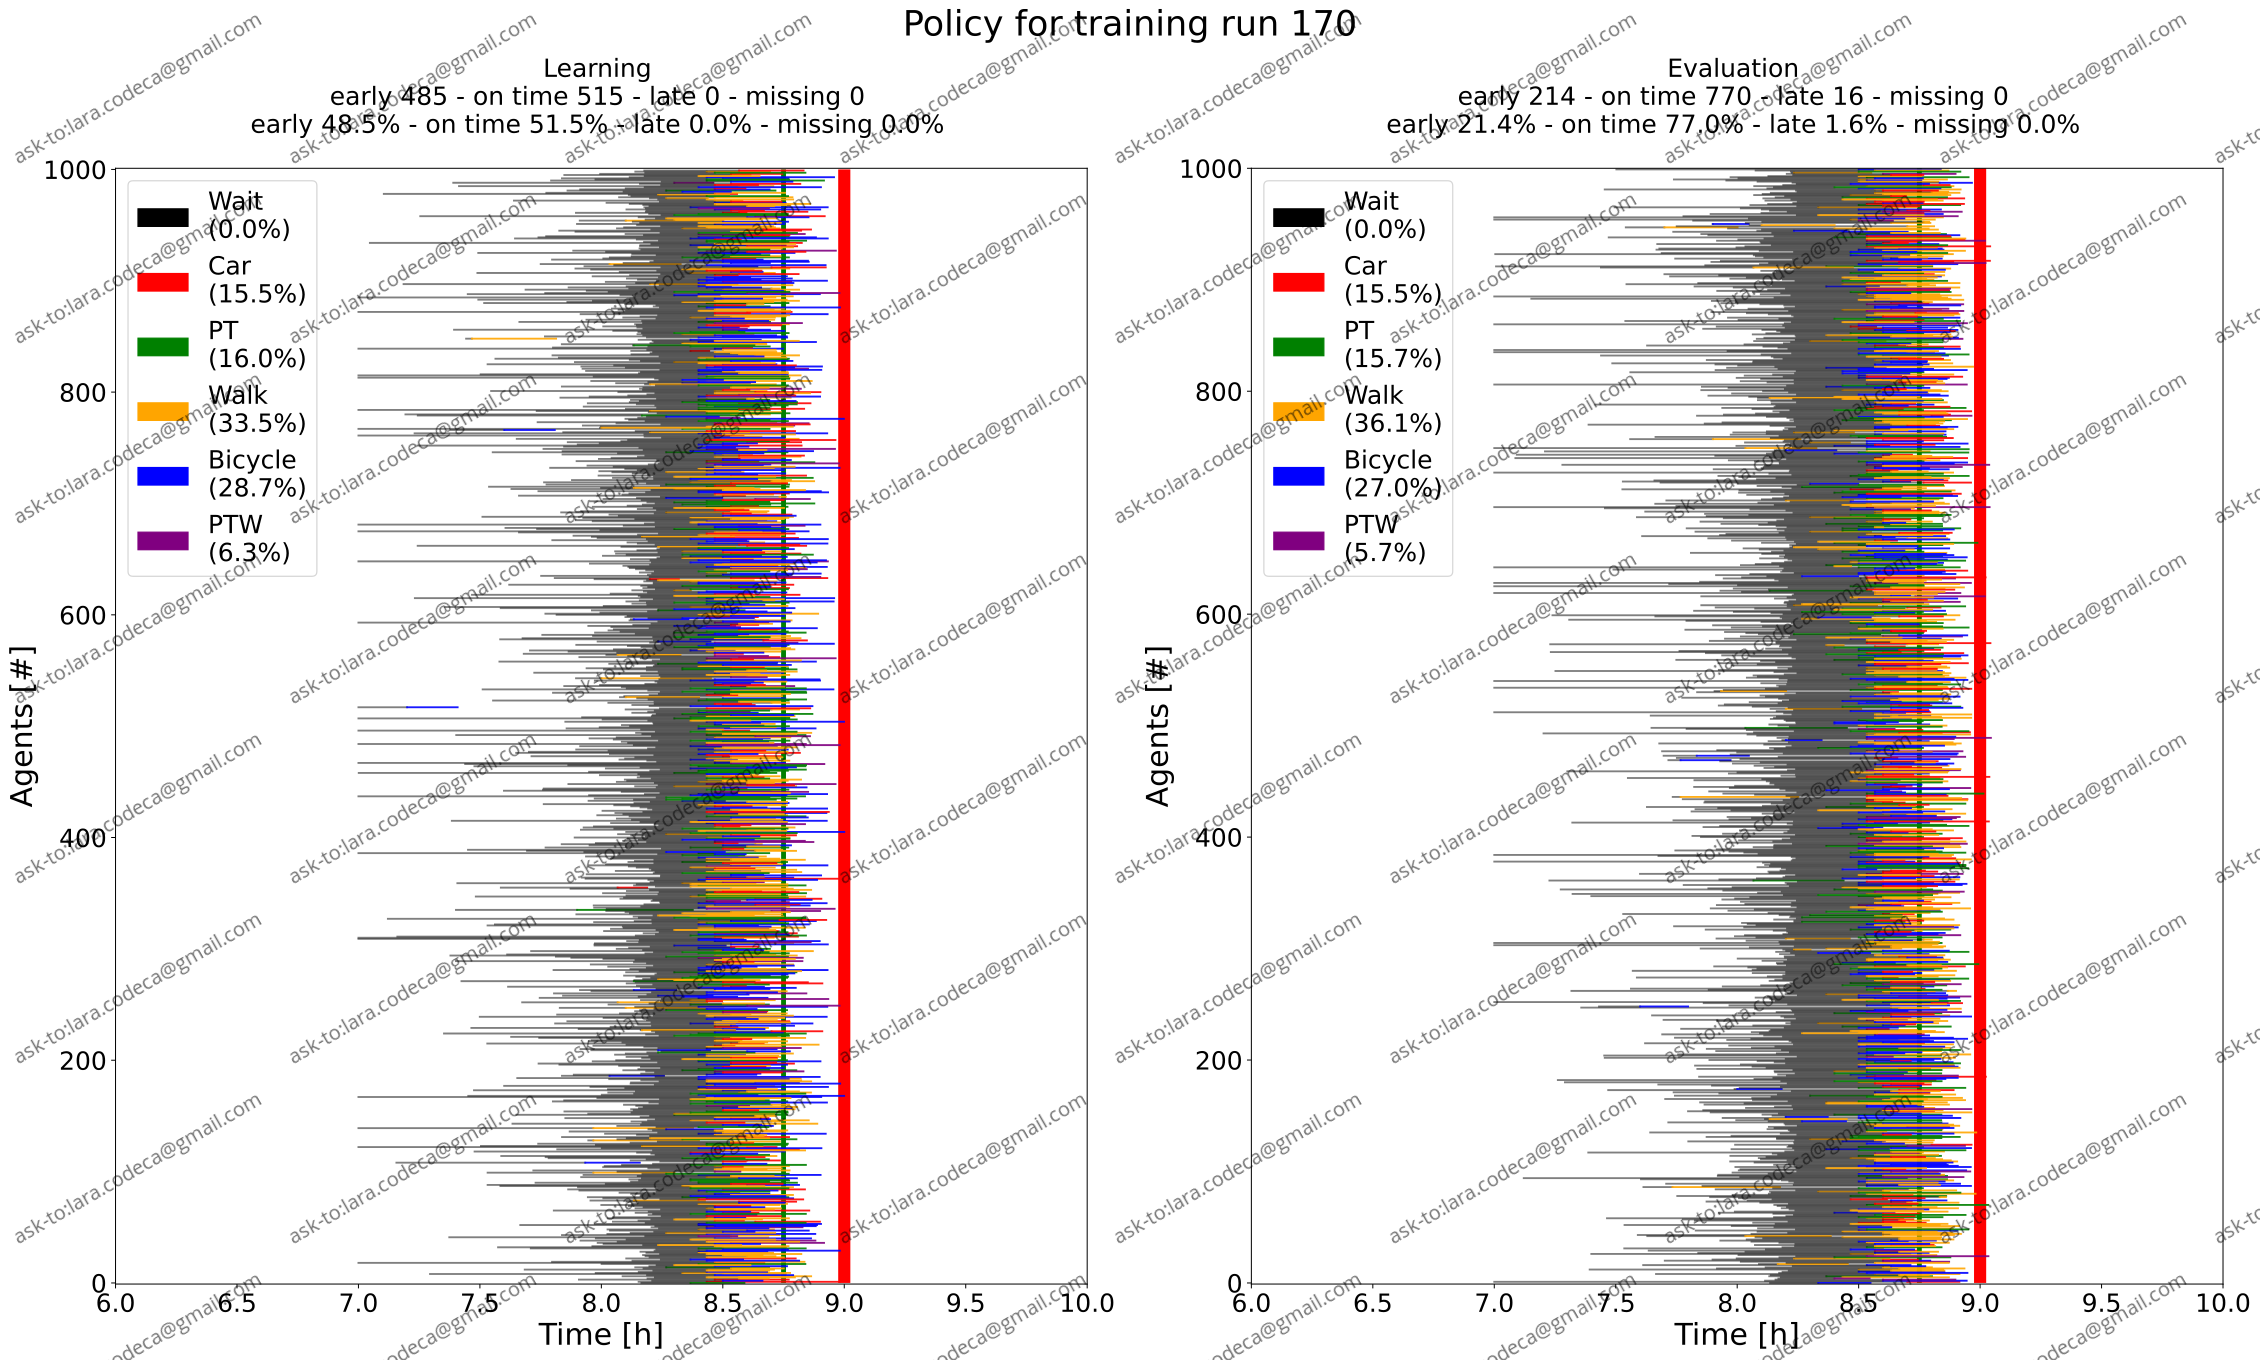 Policy for training run 170
Learning
early 485 - on time 515 - late 0 - missing 0
early 48.5% - on time 51.5% - late 0.0% - missing 0.0%
1000
800
600
400
200
0
Agents [#]
Wait
(0.0%)
Car
(15.5%)
PT
(16.0%)
Walk
(33.5%)
Bicycle
(28.7%)
PTW
(6.3%)
6.0 6.5 7.0 7.5 8.0 8.5 9.0 9.5 10.0
Time [h]
Evaluation
early 214 - on time 770 - late 16 - missing 0
early 21.4% - on time 77.0% - late 1.6% - missing 0.0%
1000
800
600
400
200
0
Agents [#]
Wait
(0.0%)
Car
(15.5%)
PT
(15.7%)
Walk
(36.1%)
Bicycle
(27.0%)
PTW
(5.7%)
6.0 6.5 7.0 7.5 8.0 8.5 9.0 9.5 10.0
Time [h]
ask-to:lara.codeca@gmail.com